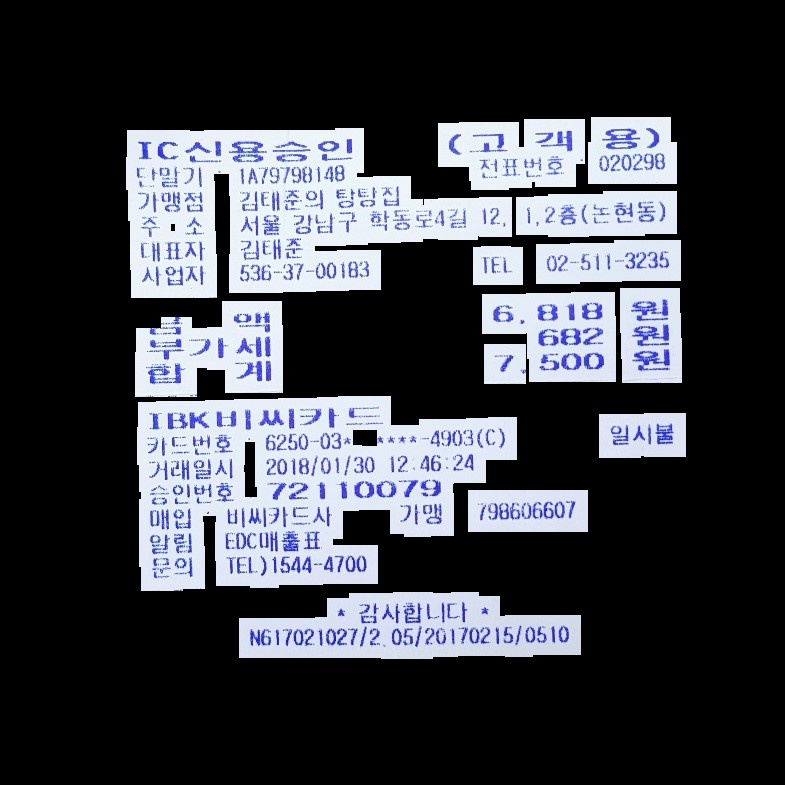 IC신용승인 (고 객 용)
단말기 1A79798148 전표번호 020298
가맹점 김태준의 탕탕집
주 소 서울 강남구 학동로4길 12, 1,2층(논현동)
대표자 김태준
사업자 536-37-00183 TEL 02-511-3235
금 액 6,818 원
부가세 682 원
합 계 7,500 원
IBK비씨카드
카드번호 6250-03* ****-4903(C) 일시불
거래일시 2018/01/30 12:46:24
승인번호 72110079
매입 비씨카드사 가맹 798606607
알림 EDC매출표
문의 TEL)1544-4700
* 감사합니다 *
N617021027/2.05/20170215/0510